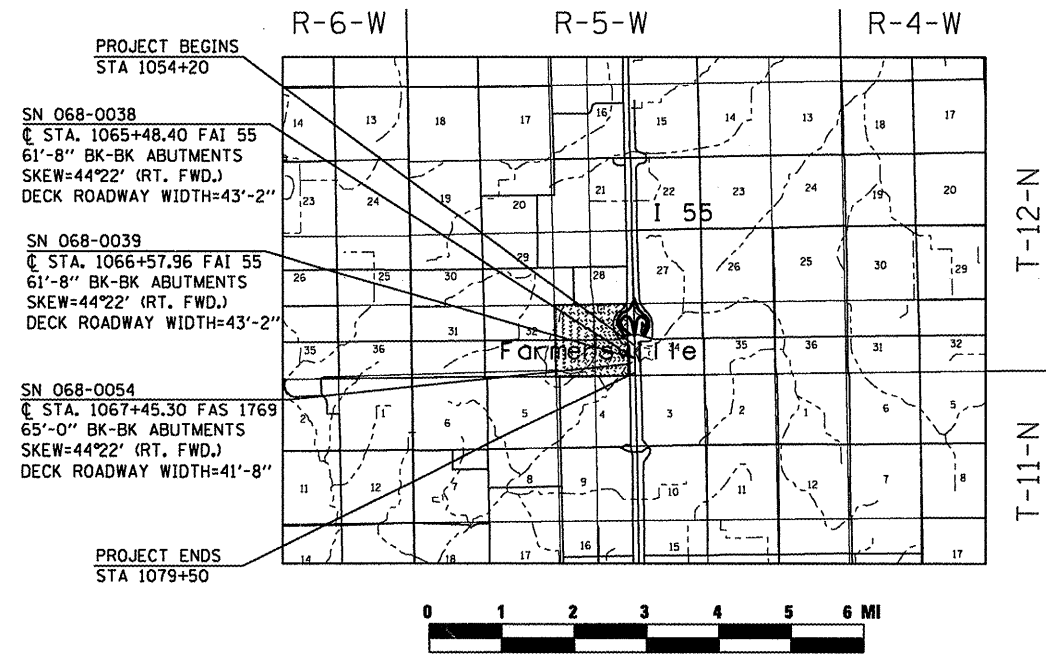 R-6-W
R-5-W
R-4-W
PROJECT BEGINS
STA 1054+20
SN 068-0038
℄ STA. 1065+48.40 FAI 55
61'-8" BK-BK ABUTMENTS
SKEW=44°22' (RT. FWD.)
DECK ROADWAY WIDTH=43'-2"
SN 068-0039
℄ STA. 1066+57.96 FAI 55
61'-8" BK-BK ABUTMENTS
SKEW=44°22' (RT. FWD.)
DECK ROADWAY WIDTH=43'-2"
SN 068-0054
℄ STA. 1067+45.30 FAS 1769
65'-0" BK-BK ABUTMENTS
SKEW=44°22' (RT. FWD.)
DECK ROADWAY WIDTH=41'-8"
PROJECT ENDS
STA 1079+50
14 13 18 17 16 15 14 13 18 17
23 24 19 20 21 22 23 24 19 20
I 55
26 25 30 29 28 27 26 25 30 29
35 36 31 32 34 35 36 31 32
Farmersville
2 1 6 5 4 3 2 1 6 5
11 12 7 8 9 10 11 12 7 8
14 18 17 16 15 17
T-12-N
T-11-N
0 1 2 3 4 5 6 MI